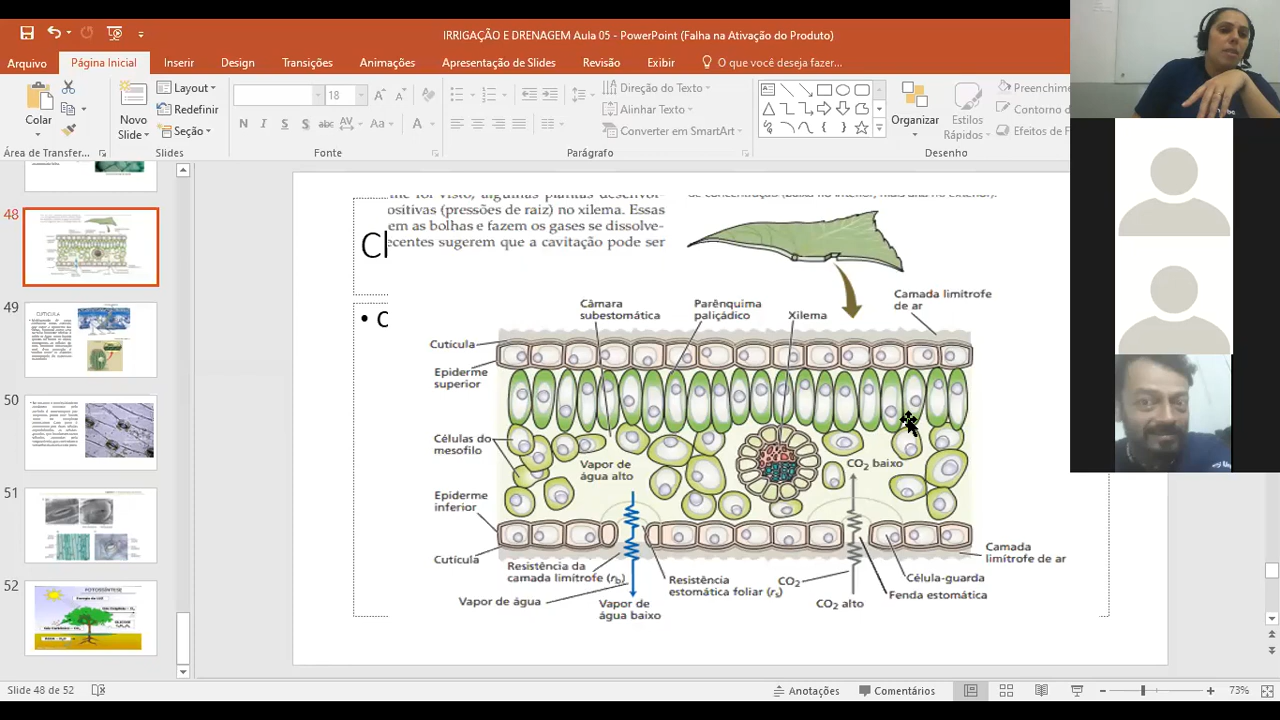 IRRIGAÇÃO E DRENAGEM Aula 05 - PowerPoint (Falha na Ativação do Produto)
Arquivo Página Inicial Inserir Design Transições Animações Apresentação de Slides Revisão Exibir O que você deseja fazer...
Colar
Área de Transfer...
Novo Slide
Layout
Redefinir
Seção
Slides
18
N I S S abc AV Aa A
Fonte
Direção do Texto
Alinhar Texto
Converter em SmartArt
Parágrafo
Organizar
Estilos Rápidos
Preenchime
Contorno d
Efeitos de F
Desenho
48
49
CUTÍCULA
50
51
52
FOTOSSÍNTESE
ositivas (pressões de raiz) no xilema. Essas
em as bolhas e fazem os gases se dissolve-
ecentes sugerem que a cavitação pode ser
Câmara
subestomática
Parênquima
paliçádico
Xilema
Camada limítrofe
de ar
Cutícula
Epiderme
superior
Células do
mesofilo
Vapor de
água alto
CO₂ baixo
Epiderme
inferior
Cutícula
Resistência da
camada limítrofe (rb)
Vapor de água
Vapor de
água baixo
Resistência
estomática foliar (rs)
CO₂
CO₂ alto
Célula-guarda
Fenda estomática
Camada
limítrofe de ar
Slide 48 de 52
Anotações
Comentários
73%